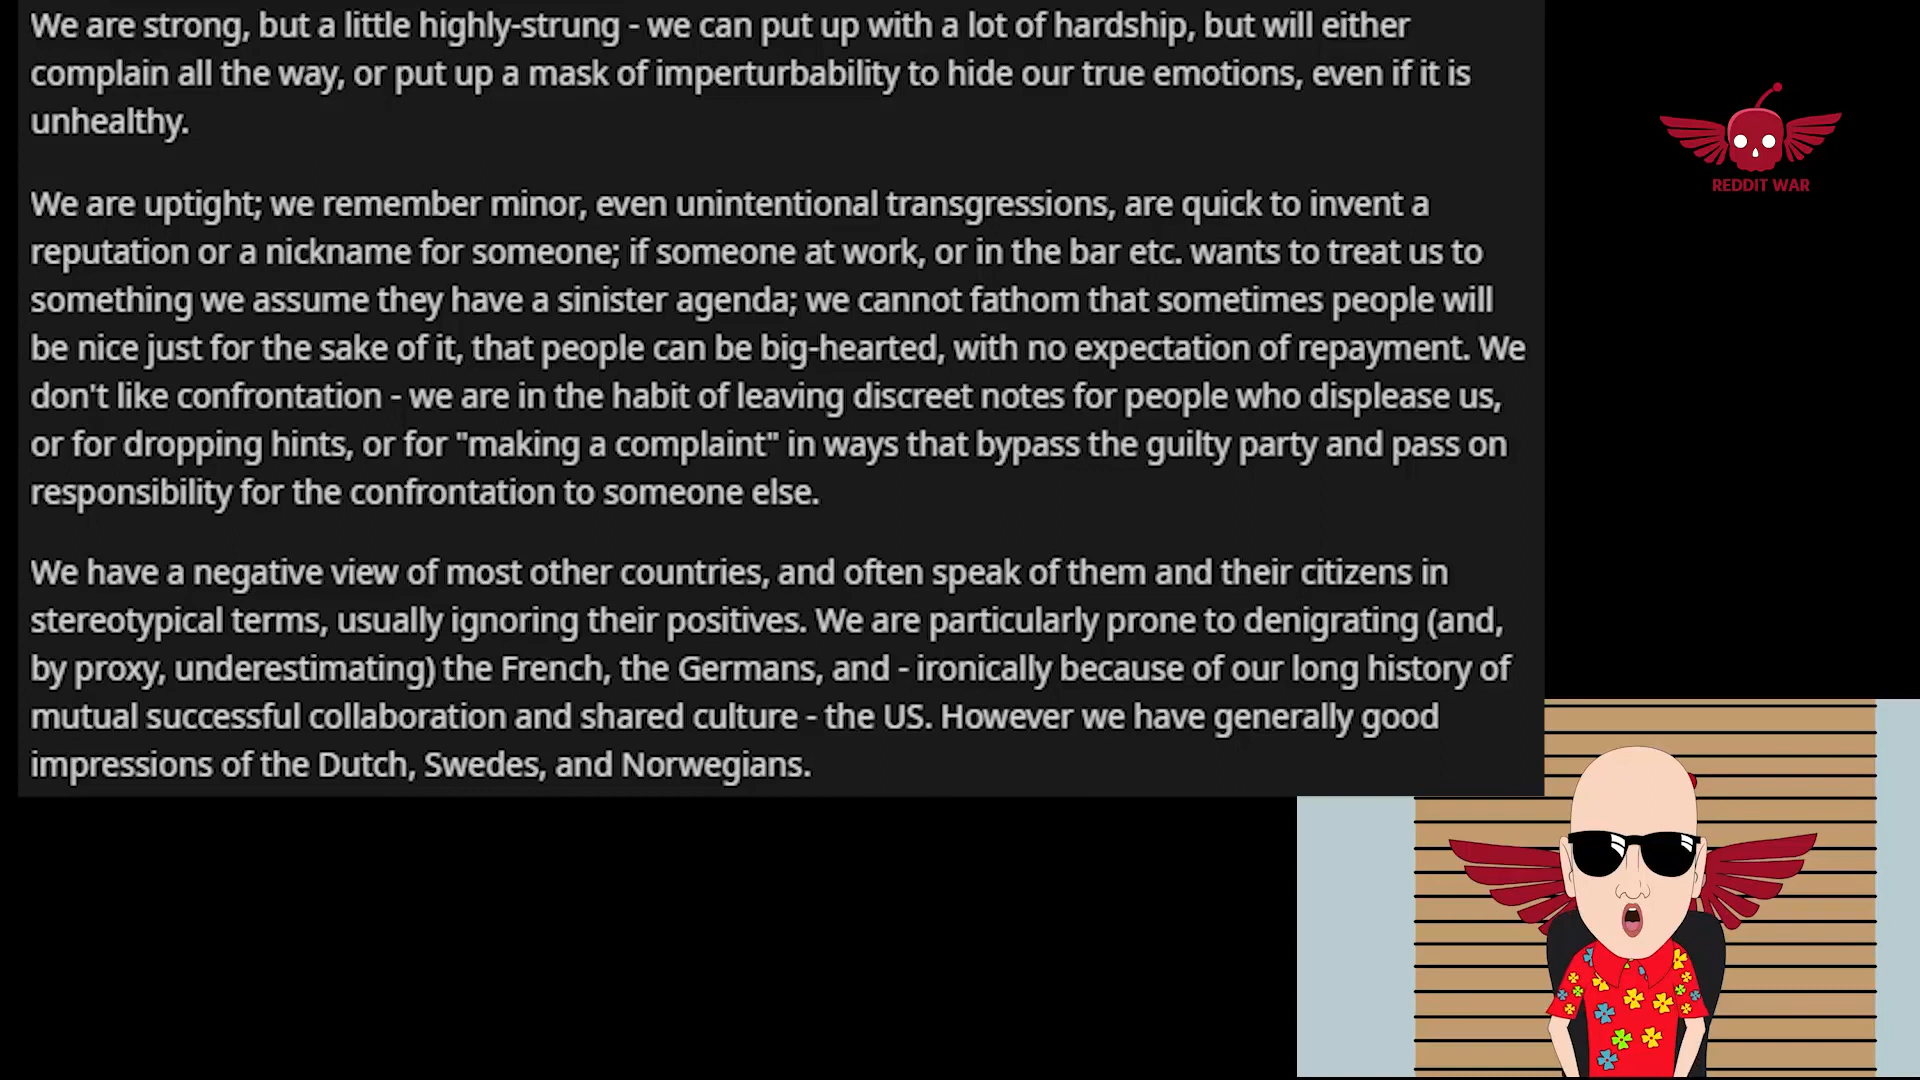 We are strong, but a little highly-strung - we can put up with a lot of hardship, but will either
complain all the way, or put up a mask of imperturbability to hide our true emotions, even if it is
unhealthy.
We are uptight; we remember minor, even unintentional transgressions, are quick to invent a
reputation or a nickname for someone; if someone at work, or in the bar etc. wants to treat us to
something we assume they have a sinister agenda; we cannot fathom that sometimes people will
be nice just for the sake of it, that people can be big-hearted, with no expectation of repayment. We
don't like confrontation - we are in the habit of leaving discreet notes for people who displease us,
or for dropping hints, or for "making a complaint" in ways that bypass the guilty party and pass on
responsibility for the confrontation to someone else.
We have a negative view of most other countries, and often speak of them and their citizens in
stereotypical terms, usually ignoring their positives. We are particularly prone to denigrating (and,
by proxy, underestimating) the French, the Germans, and - ironically because of our long history of
mutual successful collaboration and shared culture - the US. However we have generally good
impressions of the Dutch, Swedes, and Norwegians.
REDDIT WAR